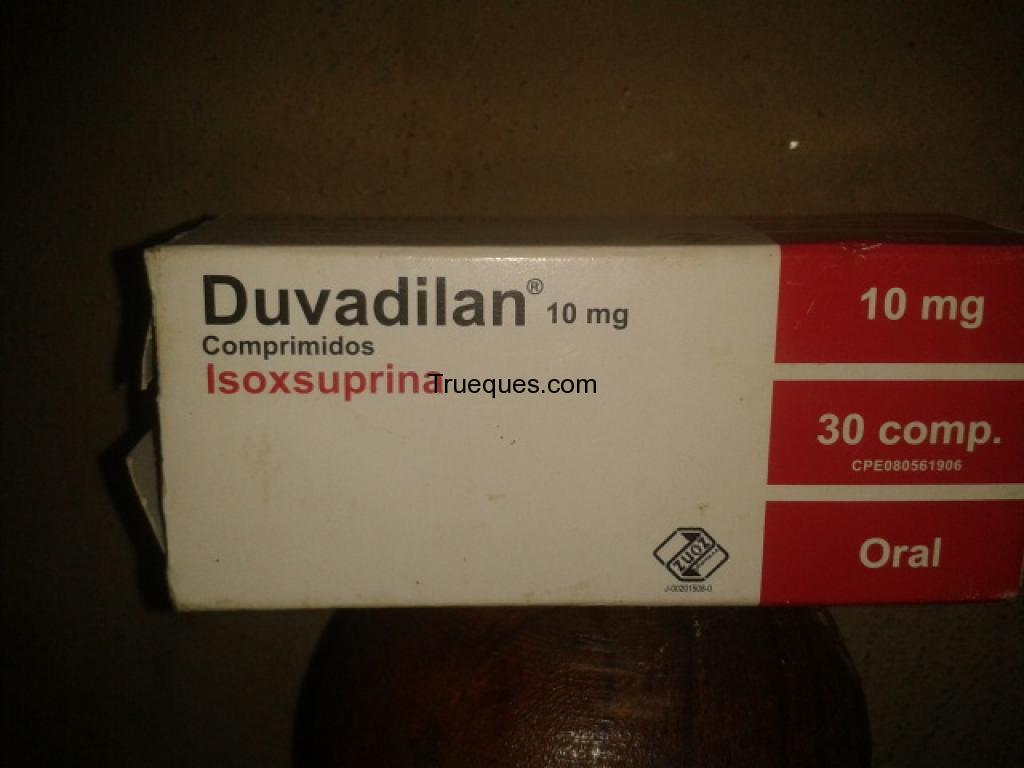 Duvadilan® 10 mg
Comprimidos
Isoxsuprina
Trueques.com
10 mg
30 comp.
CPE080561906
Oral
ZUOZ
J-00201508-0